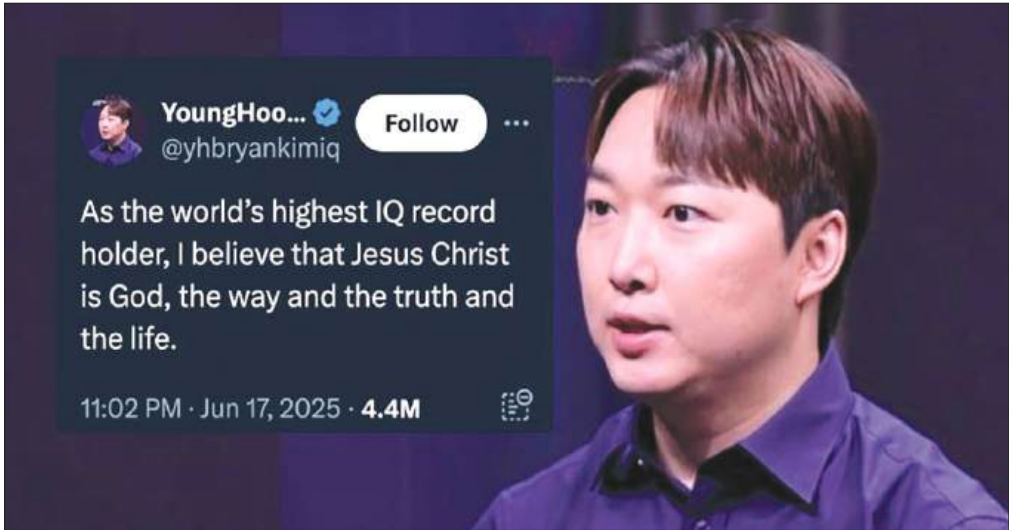 YoungHoo...
Follow
@yhbryankimiq
As the world's highest IQ record
holder, I believe that Jesus Christ
is God, the way and the truth and
the life.
11:02 PM · Jun 17, 2025 · 4.4M